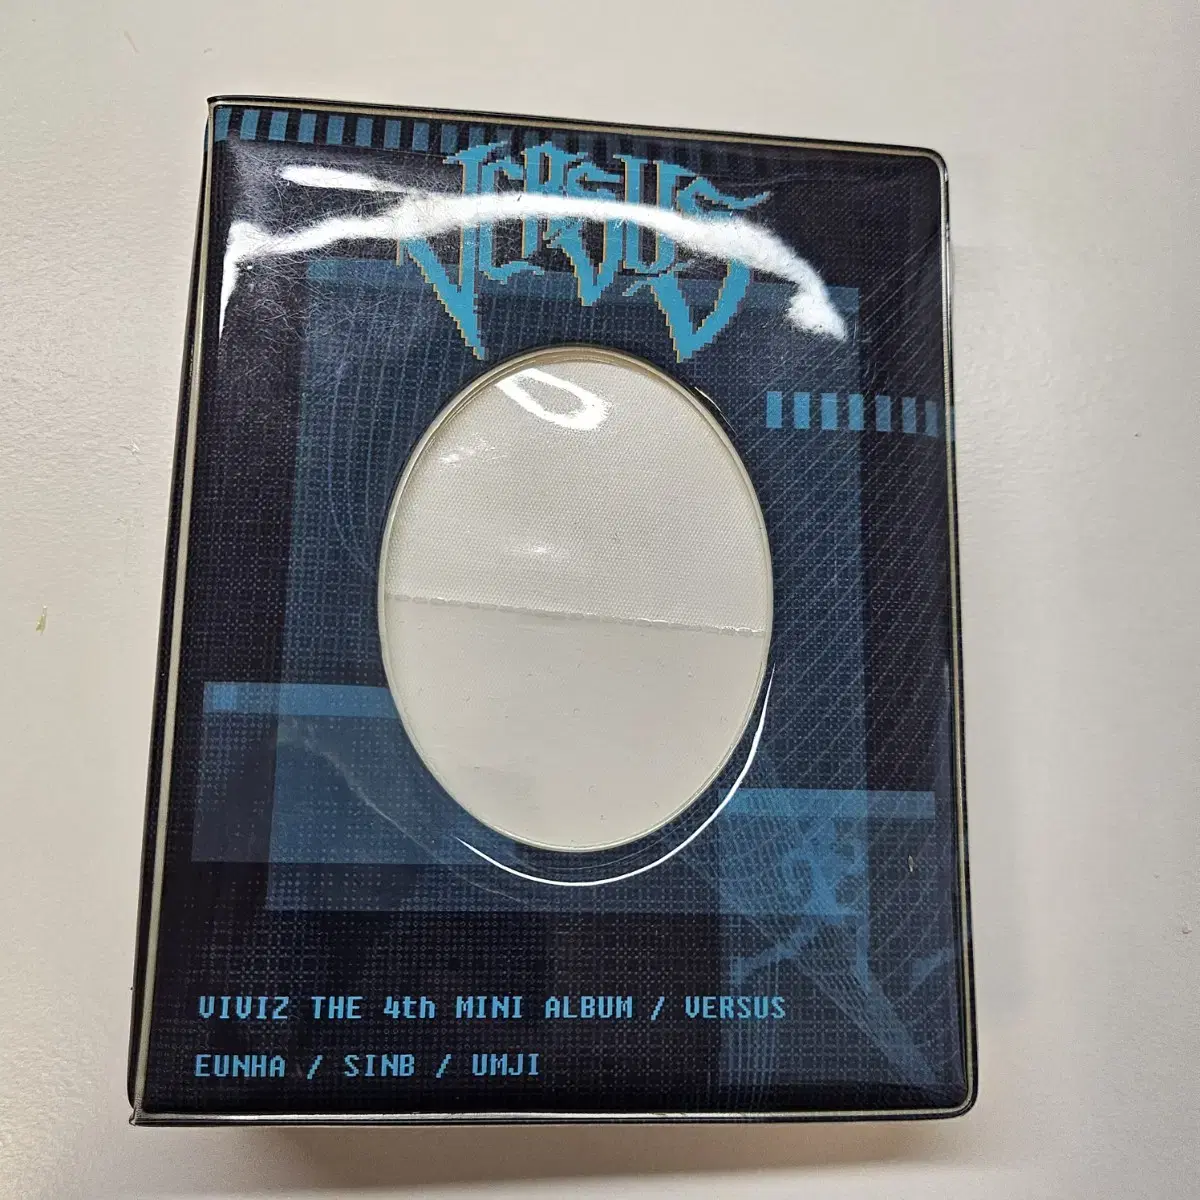 VERSUS
VIVIZ THE 4th MINI ALBUM / VERSUS
EUNHA / SINB / UMJI